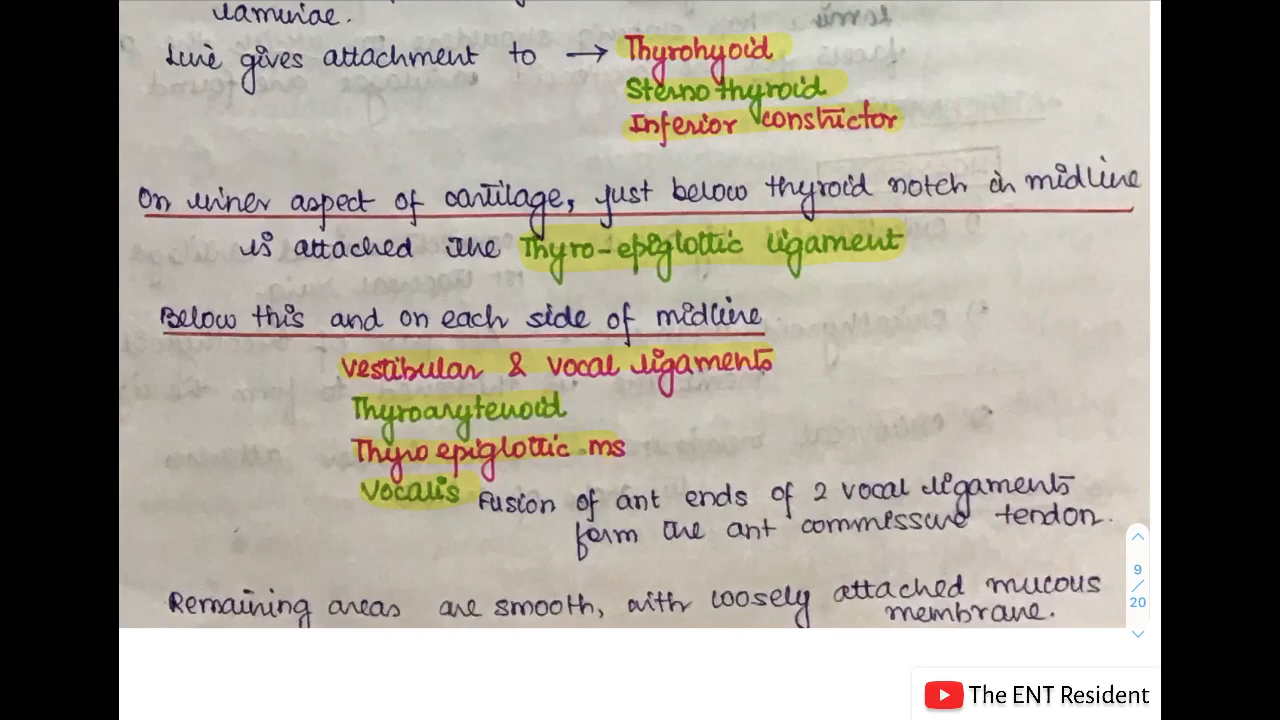 laminae.
Line gives attachment to → Thyrohyoid
Sternothyroid
Inferior constrictor
On inner aspect of cartilage, just below thyroid notch in midline
is attached the Thyro-epiglottic ligament
Below this and on each side of midline
Vestibular & vocal ligaments
Thyroarytenoid
Thyro epiglottic ms
Vocalis Fusion of ant ends of 2 vocal ligaments
form the ant commissure tendon.
Remaining areas are smooth, with loosely attached mucous
membrane.
9
/
20
The ENT Resident